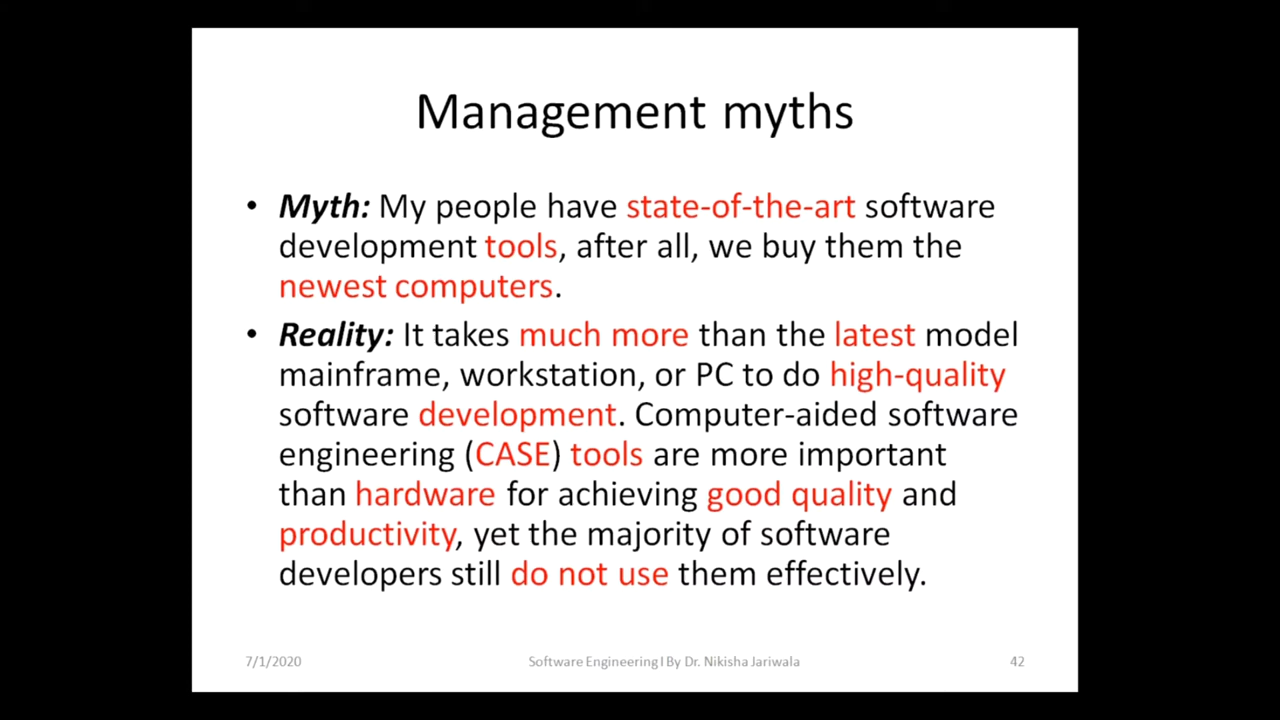 Management myths
• Myth: My people have state-of-the-art software
development tools, after all, we buy them the
newest computers.
• Reality: It takes much more than the latest model
mainframe, workstation, or PC to do high-quality
software development. Computer-aided software
engineering (CASE) tools are more important
than hardware for achieving good quality and
productivity, yet the majority of software
developers still do not use them effectively.
7/1/2020 Software Engineering I By Dr. Nikisha Jariwala 42